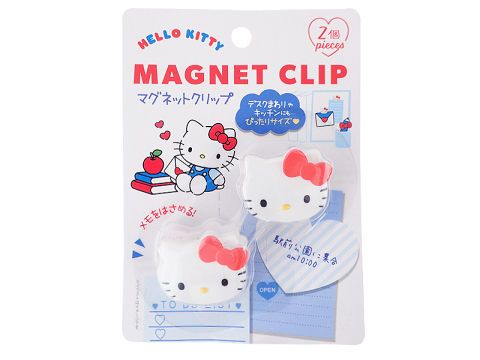 HELLO KITTY
2個
pieces
MAGNET CLIP
マグネットクリップ
デスクまわりや
キッチンにも
ぴったりサイズ
メモをはさめる!
駅前公園に集合
am10:00
OPEN
TO DO LIST